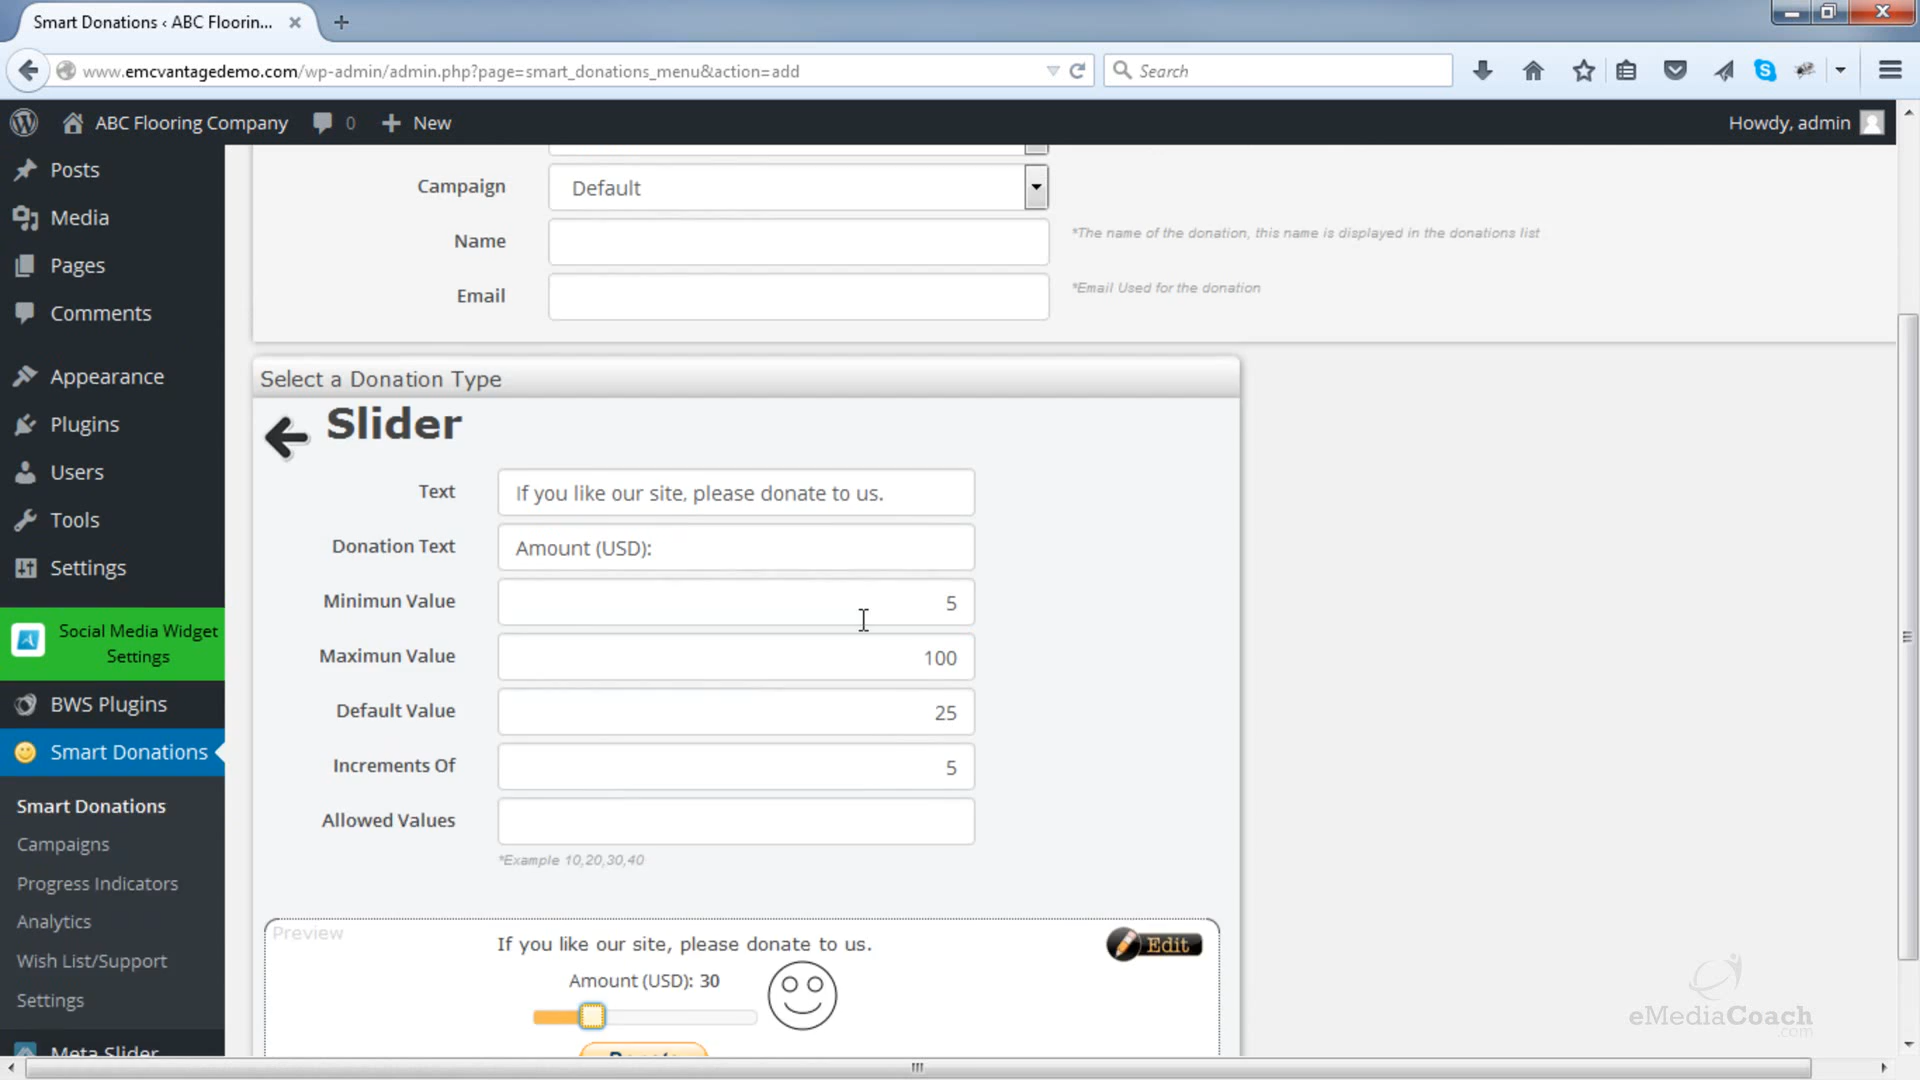 Smart Donations ‹ ABC Floorin...
www.emcvantagedemo.com/wp-admin/admin.php?page=smart_donations_menu&action=add
Search
ABC Flooring Company
0
New
Howdy, admin
Posts
Media
Pages
Comments
Appearance
Plugins
Users
Tools
Settings
Social Media Widget
Settings
BWS Plugins
Smart Donations
Smart Donations
Campaigns
Progress Indicators
Analytics
Wish List/Support
Settings
Meta Slider
Campaign Default
Name *The name of the donation, this name is displayed in the donations list
Email *Email Used for the donation
Select a Donation Type
Slider
Text If you like our site, please donate to us.
Donation Text Amount (USD):
Minimun Value 5
Maximun Value 100
Default Value 25
Increments Of 5
Allowed Values
*Example 10,20,30,40
Preview
If you like our site, please donate to us.
Edit
Amount (USD): 30
eMediaCoach
.com